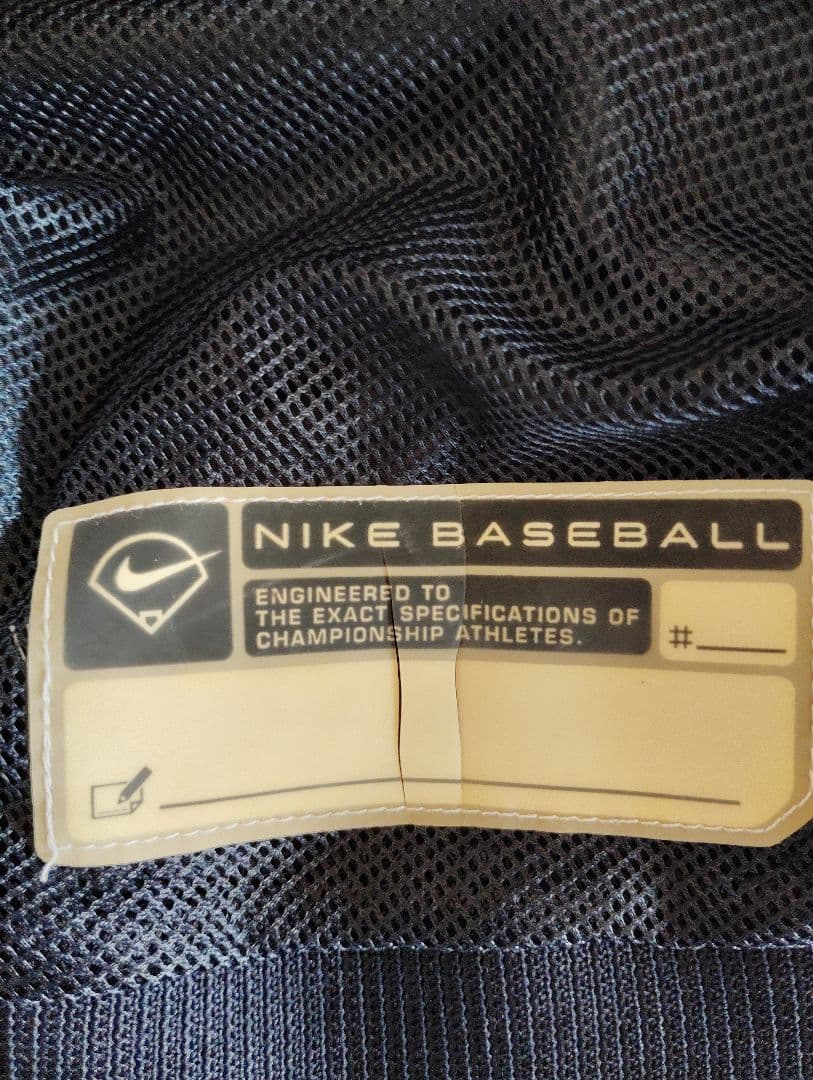 NIKE BASEBALL
ENGINEERED TO
THE EXACT SPECIFICATIONS OF
CHAMPIONSHIP ATHLETES.
#